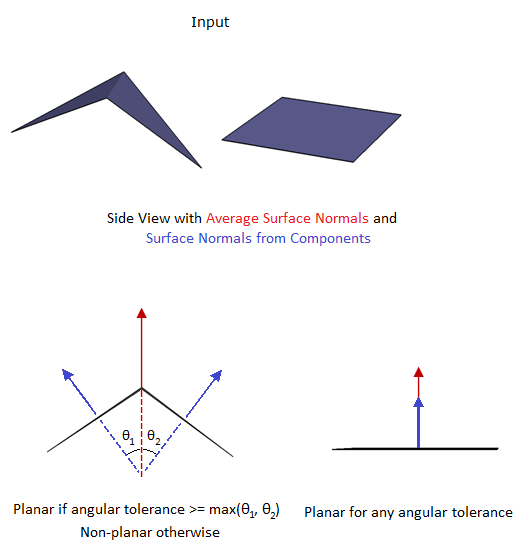 Input
Side View with Average Surface Normals and
Surface Normals from Components
θ₁ θ₂
Planar if angular tolerance >= max(θ₁, θ₂)
Non-planar otherwise
Planar for any angular tolerance